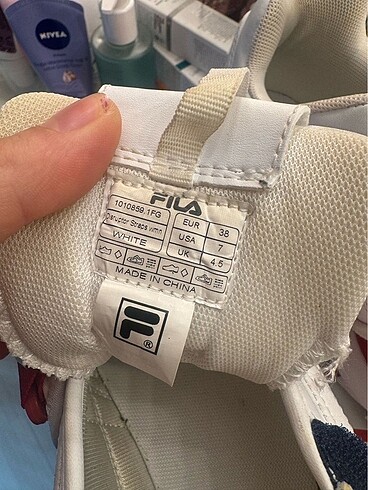 NIVEA
FILA
1010859.1FG
Disruptor Straps wmn
WHITE
EUR 38
USA 7
UK 4.5
MADE IN CHINA
F
®